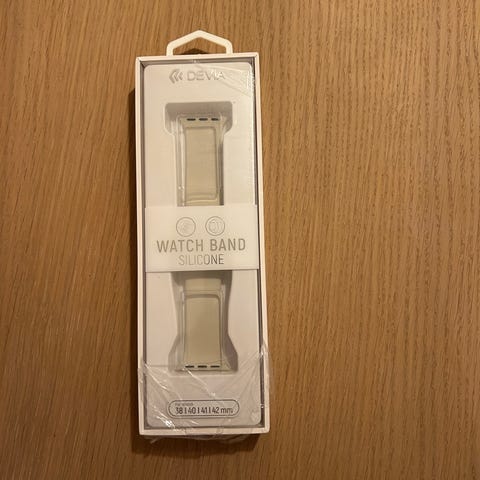 DEVIA
WATCH BAND
SILICONE
38 | 40 | 41 | 42 mm